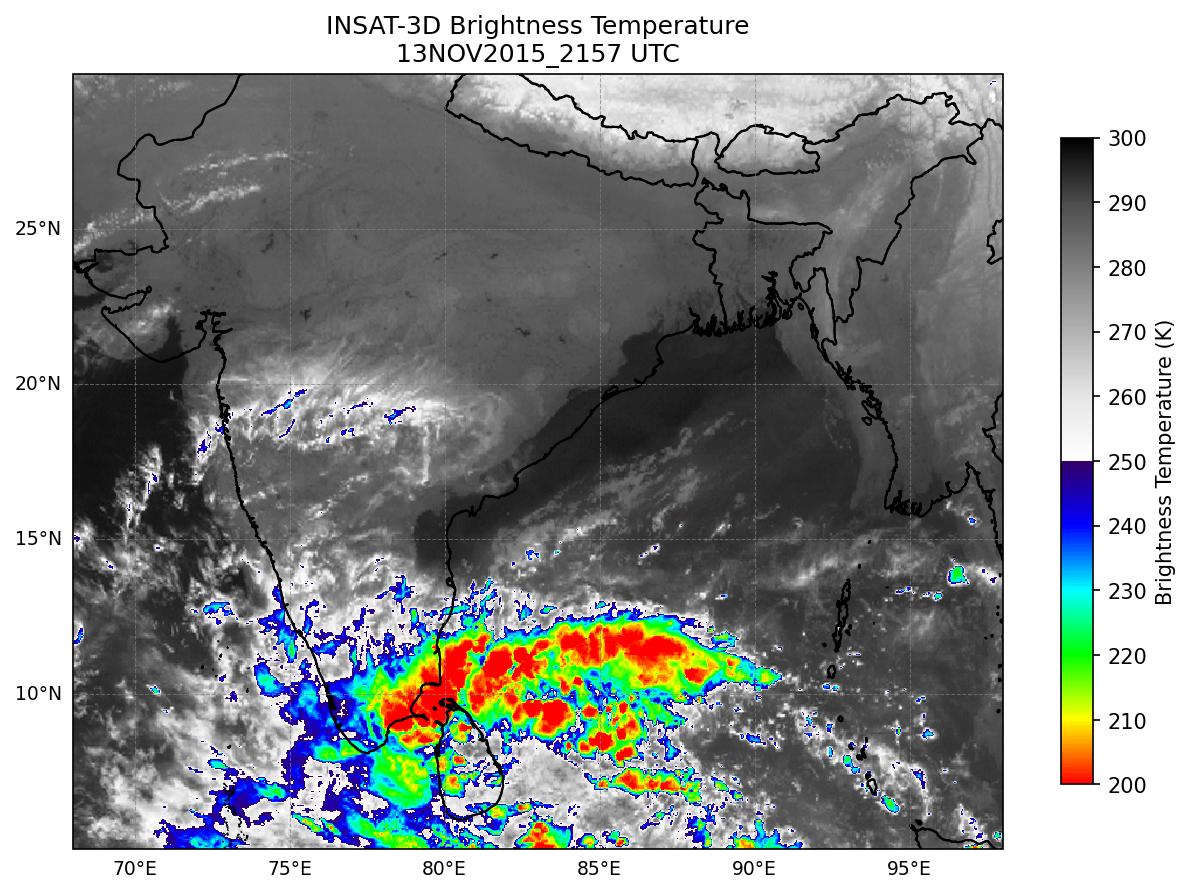 INSAT-3D Brightness Temperature
13NOV2015_2157 UTC
25°N
20°N
15°N
10°N
70°E
75°E
80°E
85°E
90°E
95°E
300
290
280
270
260
250
240
230
220
210
200
Brightness Temperature (K)